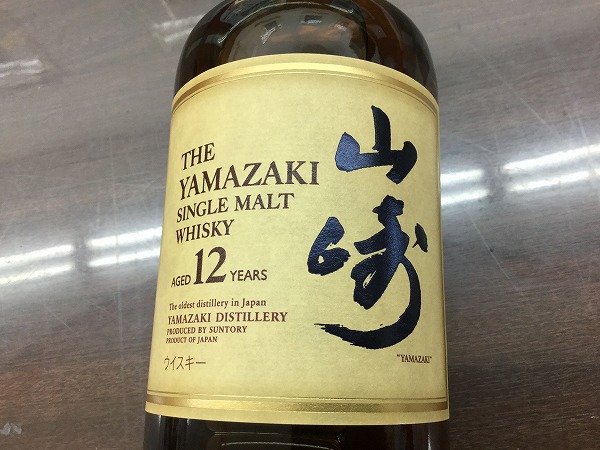 THE
YAMAZAKI
SINGLE MALT
WHISKY
AGED 12 YEARS
The oldest distillery in Japan
YAMAZAKI DISTILLERY
PRODUCED BY SUNTORY
PRODUCT OF JAPAN
ウイスキー
山崎
"YAMAZAKI"